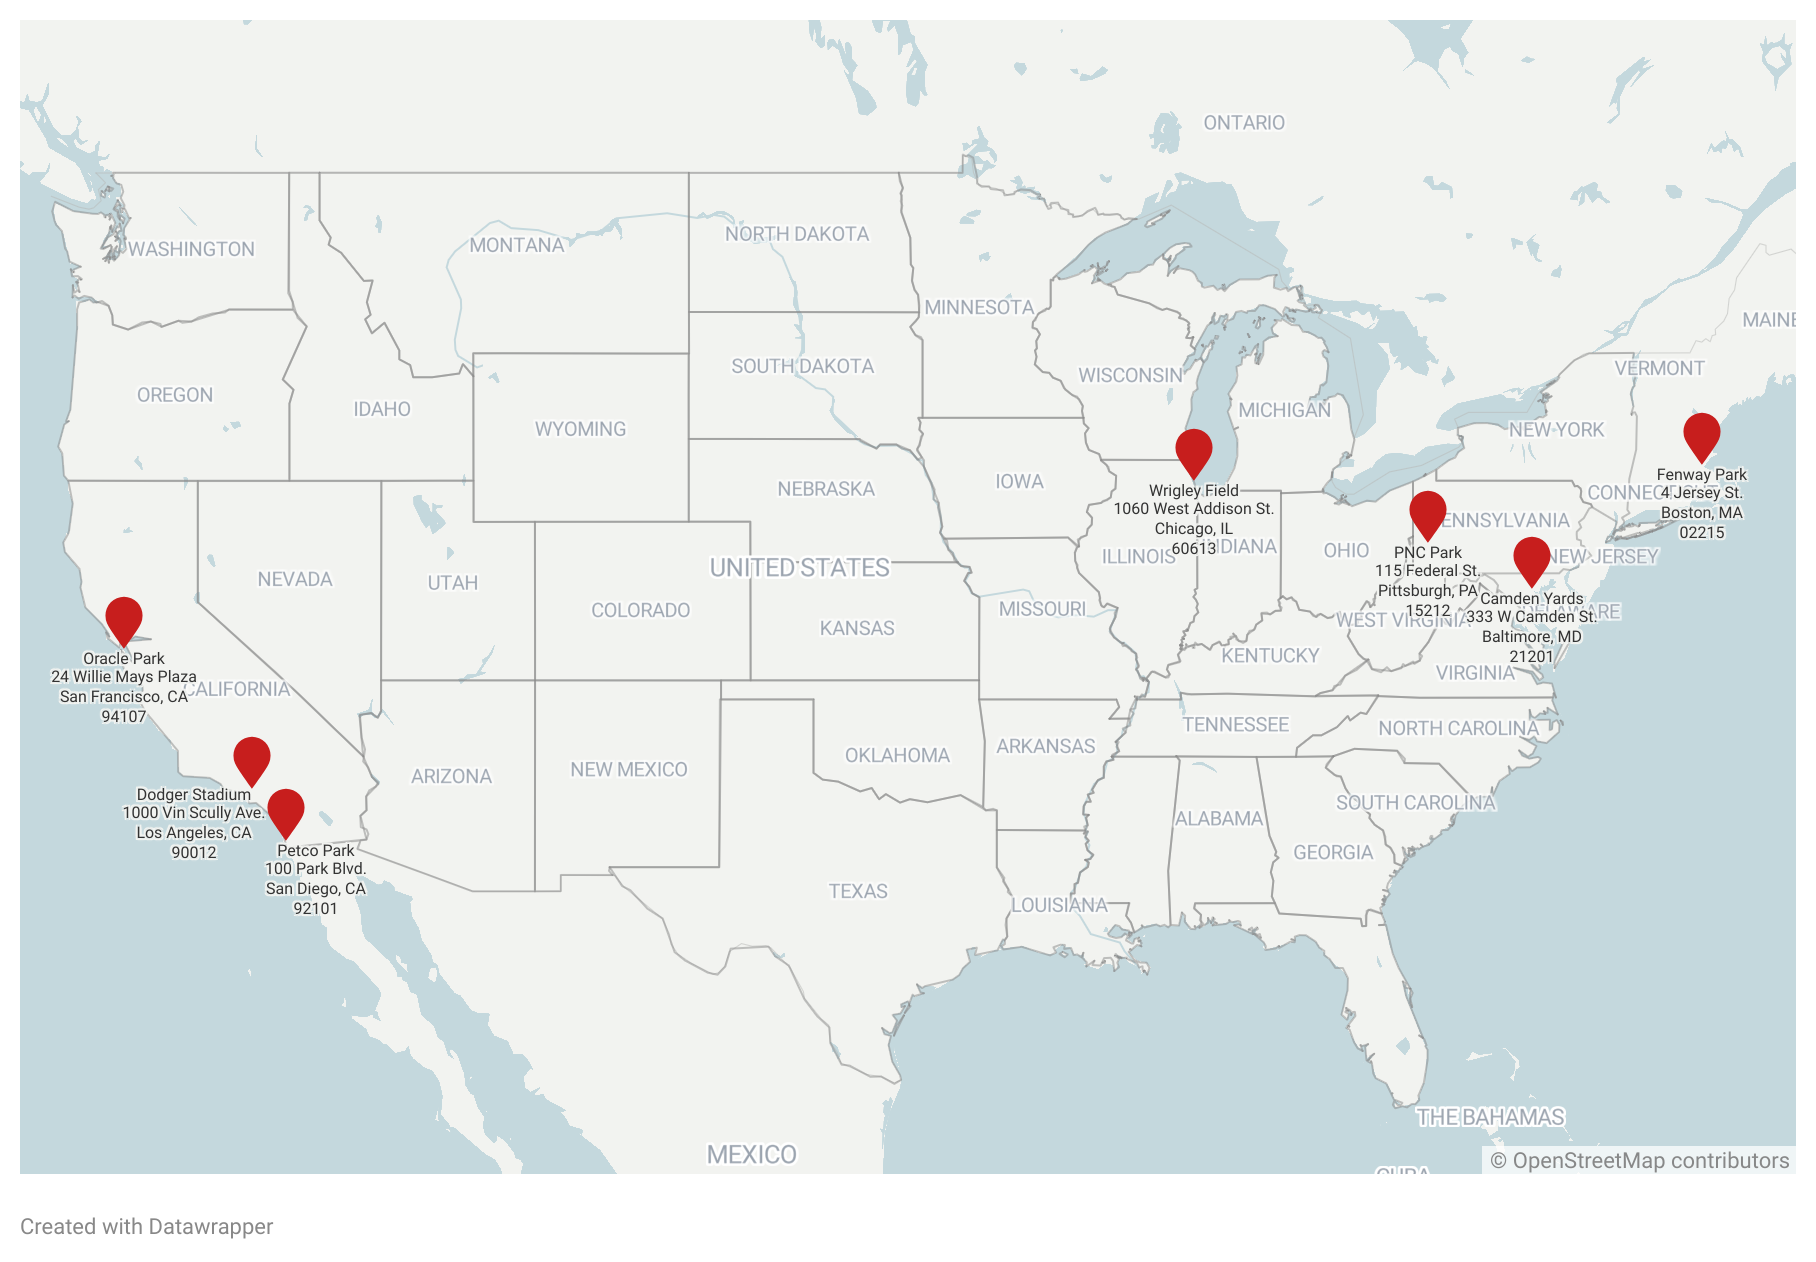 ONTARIO
WASHINGTON
MONTANA
NORTH DAKOTA
MINNESOTA
MAINE
SOUTH DAKOTA
WISCONSIN
VERMONT
OREGON
IDAHO
WYOMING
MICHIGAN
NEW YORK
NEBRASKA
IOWA
Wrigley Field
1060 West Addison St.
Chicago, IL
60613
Fenway Park
4 Jersey St.
Boston, MA
02215
NEVADA
UTAH
UNITED STATES
COLORADO
KANSAS
MISSOURI
ILLINOIS
OHIO
PNC Park
115 Federal St.
Pittsburgh, PA
15212
NEW JERSEY
Camden Yards
333 W Camden St.
Baltimore, MD
21201
WEST VIRGINIA
KENTUCKY
VIRGINIA
Oracle Park
24 Willie Mays Plaza
San Francisco, CA
94107
CALIFORNIA
TENNESSEE
NORTH CAROLINA
ARIZONA
NEW MEXICO
OKLAHOMA
ARKANSAS
Dodger Stadium
1000 Vin Scully Ave.
Los Angeles, CA
90012
SOUTH CAROLINA
ALABAMA
GEORGIA
Petco Park
100 Park Blvd.
San Diego, CA
92101
TEXAS
LOUISIANA
THE BAHAMAS
MEXICO
© OpenStreetMap contributors
Created with Datawrapper